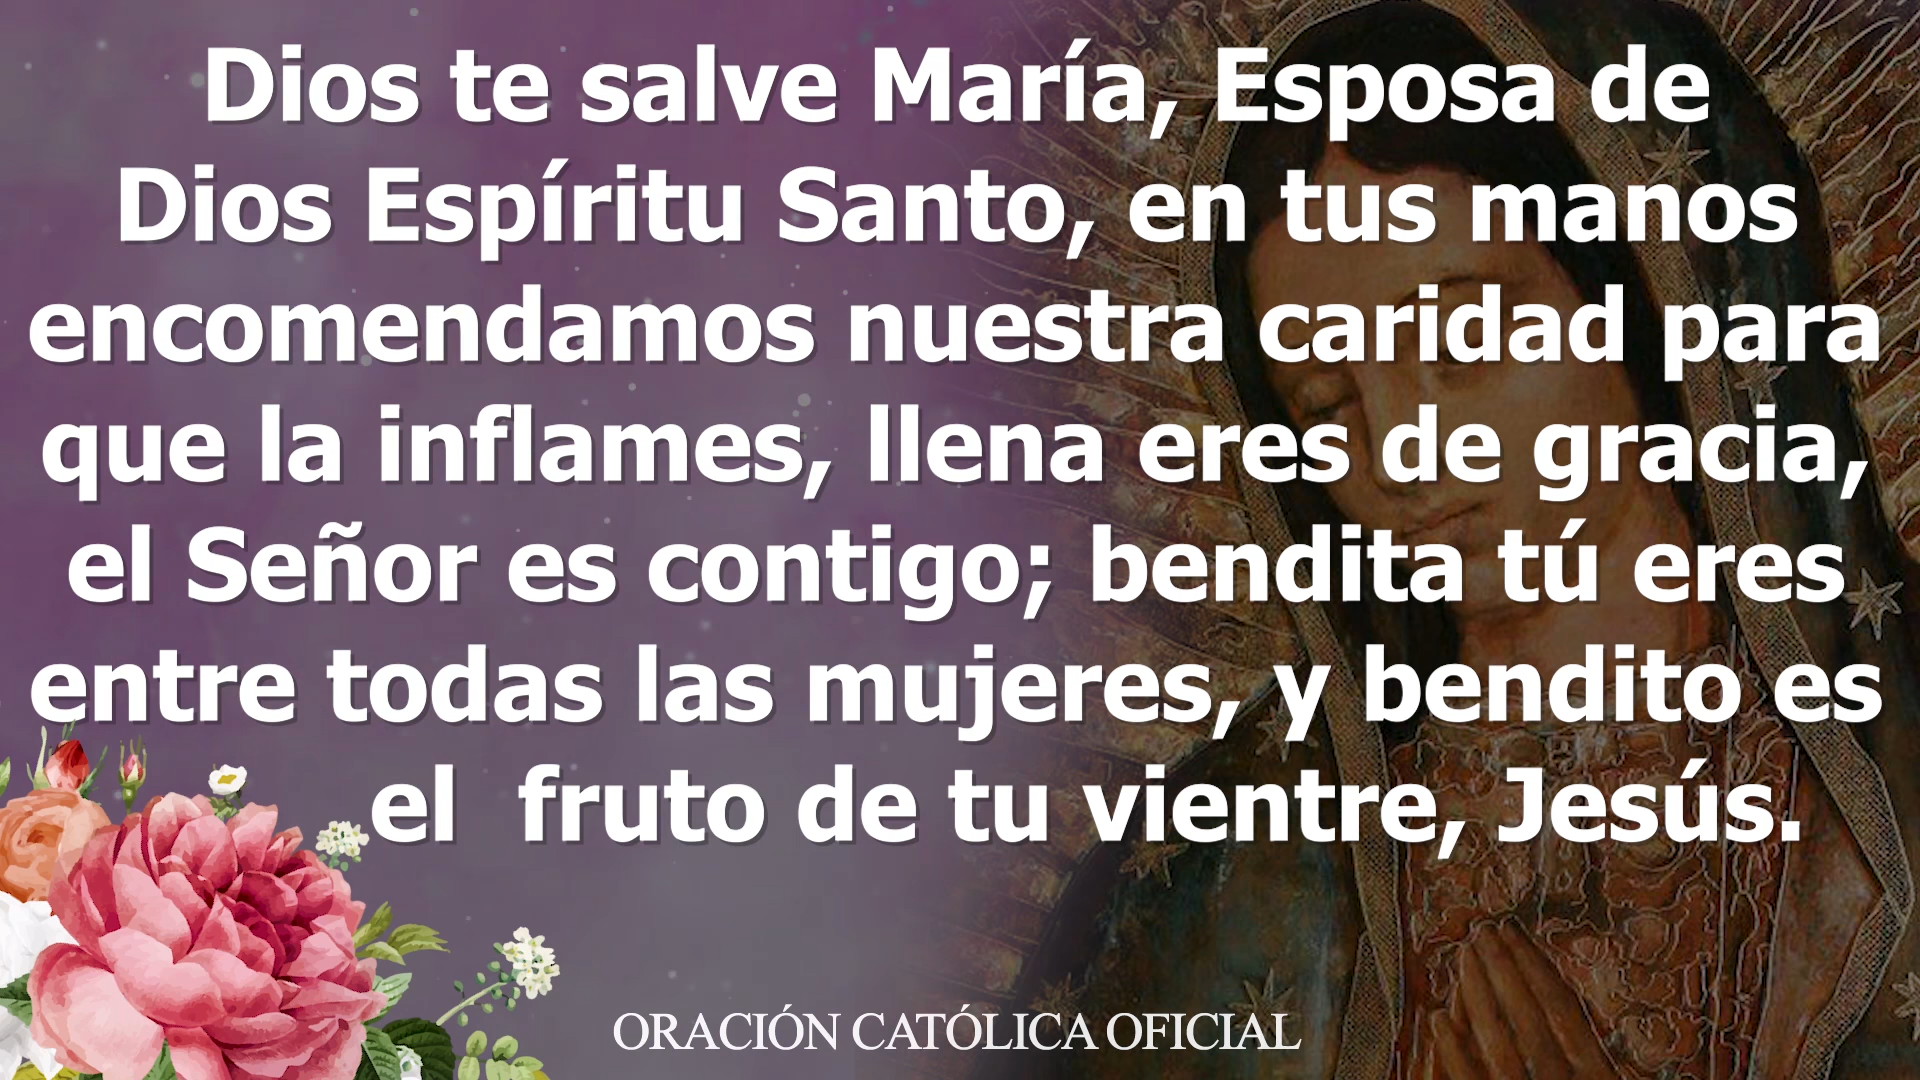 Dios te salve María, Esposa de
Dios Espíritu Santo, en tus manos
encomendamos nuestra caridad para
que la inflames, llena eres de gracia,
el Señor es contigo; bendita tú eres
entre todas las mujeres, y bendito es
el  fruto de tu vientre, Jesús.
ORACIÓN CATÓLICA OFICIAL